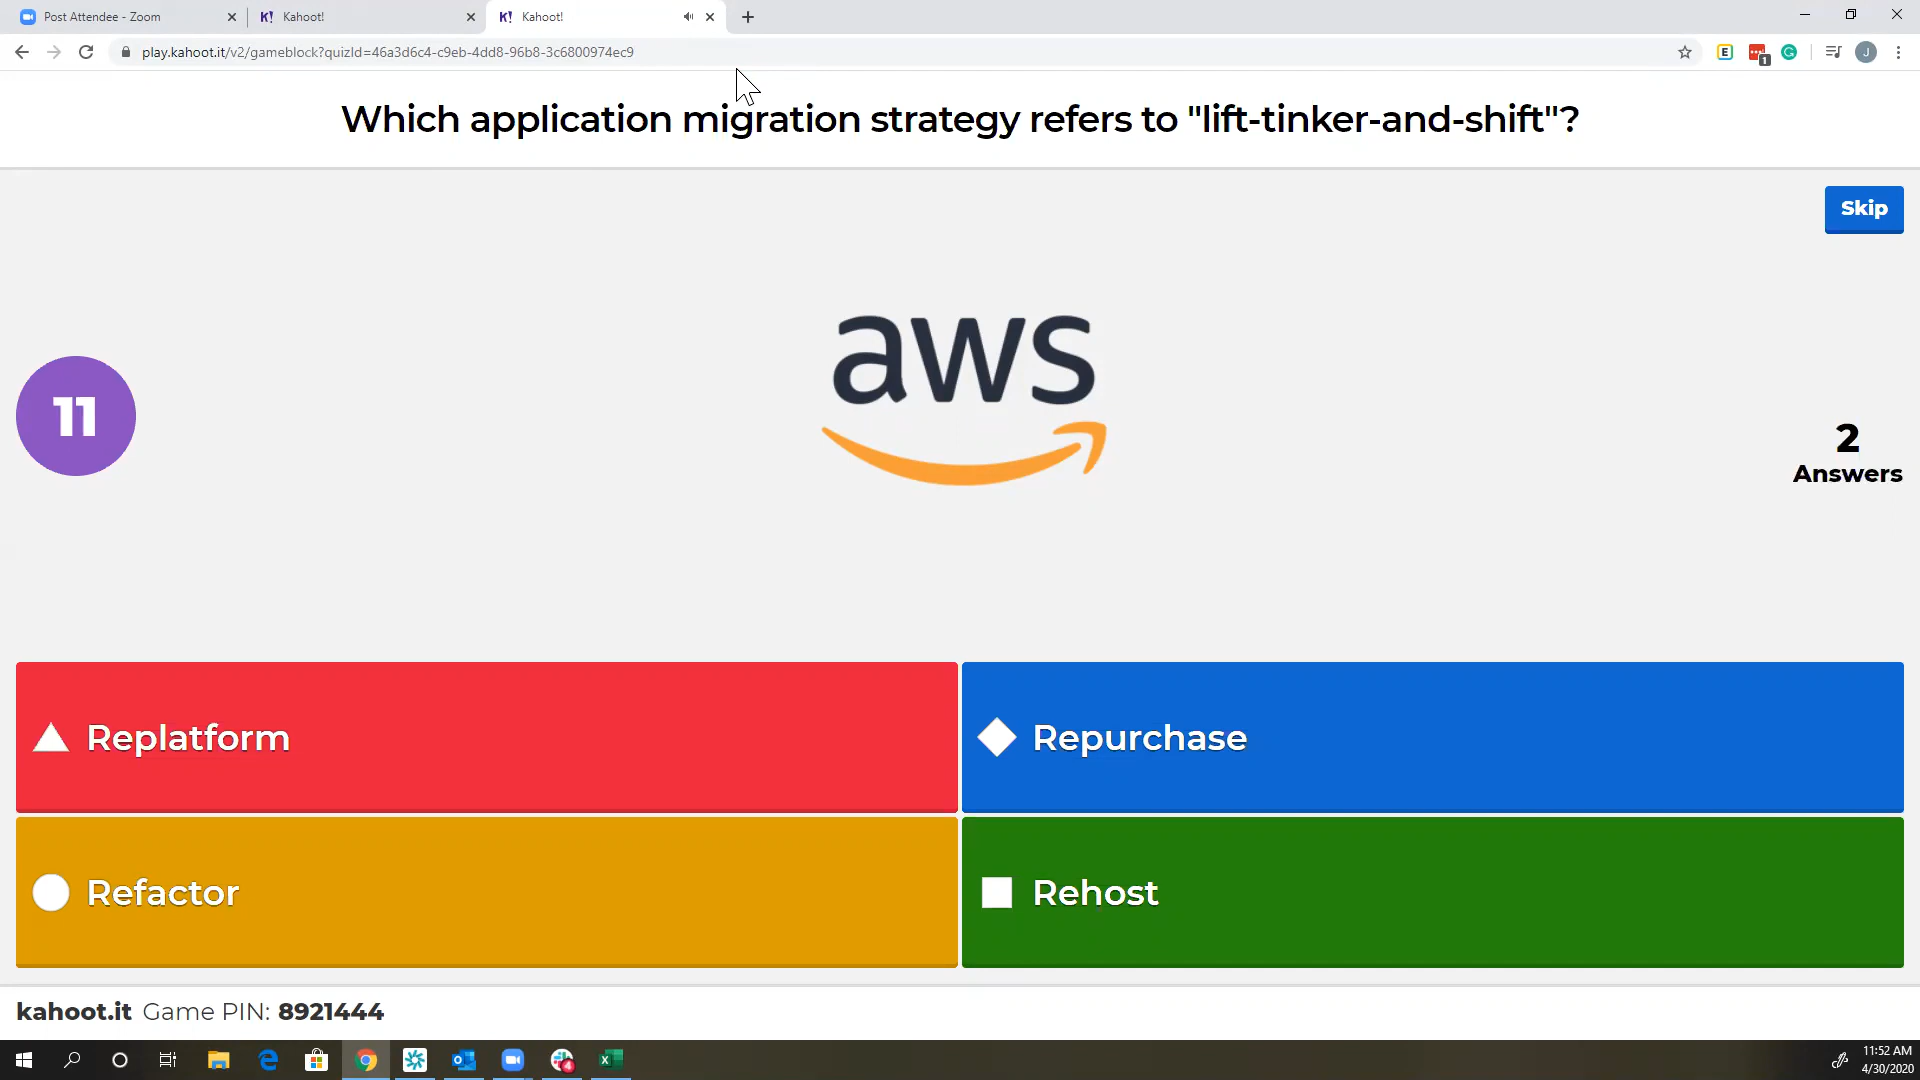 Post Attendee - Zoom
K! Kahoot!
K! Kahoot!
play.kahoot.it/v2/gameblock?quizId=46a3d6c4-c9eb-4dd8-96b8-3c6800974ec9
E
1
G
J
Which application migration strategy refers to "lift-tinker-and-shift"?
Skip
aws
11
2
Answers
Replatform
Repurchase
Refactor
Rehost
kahoot.it Game PIN: 8921444
4
11:52 AM
4/30/2020